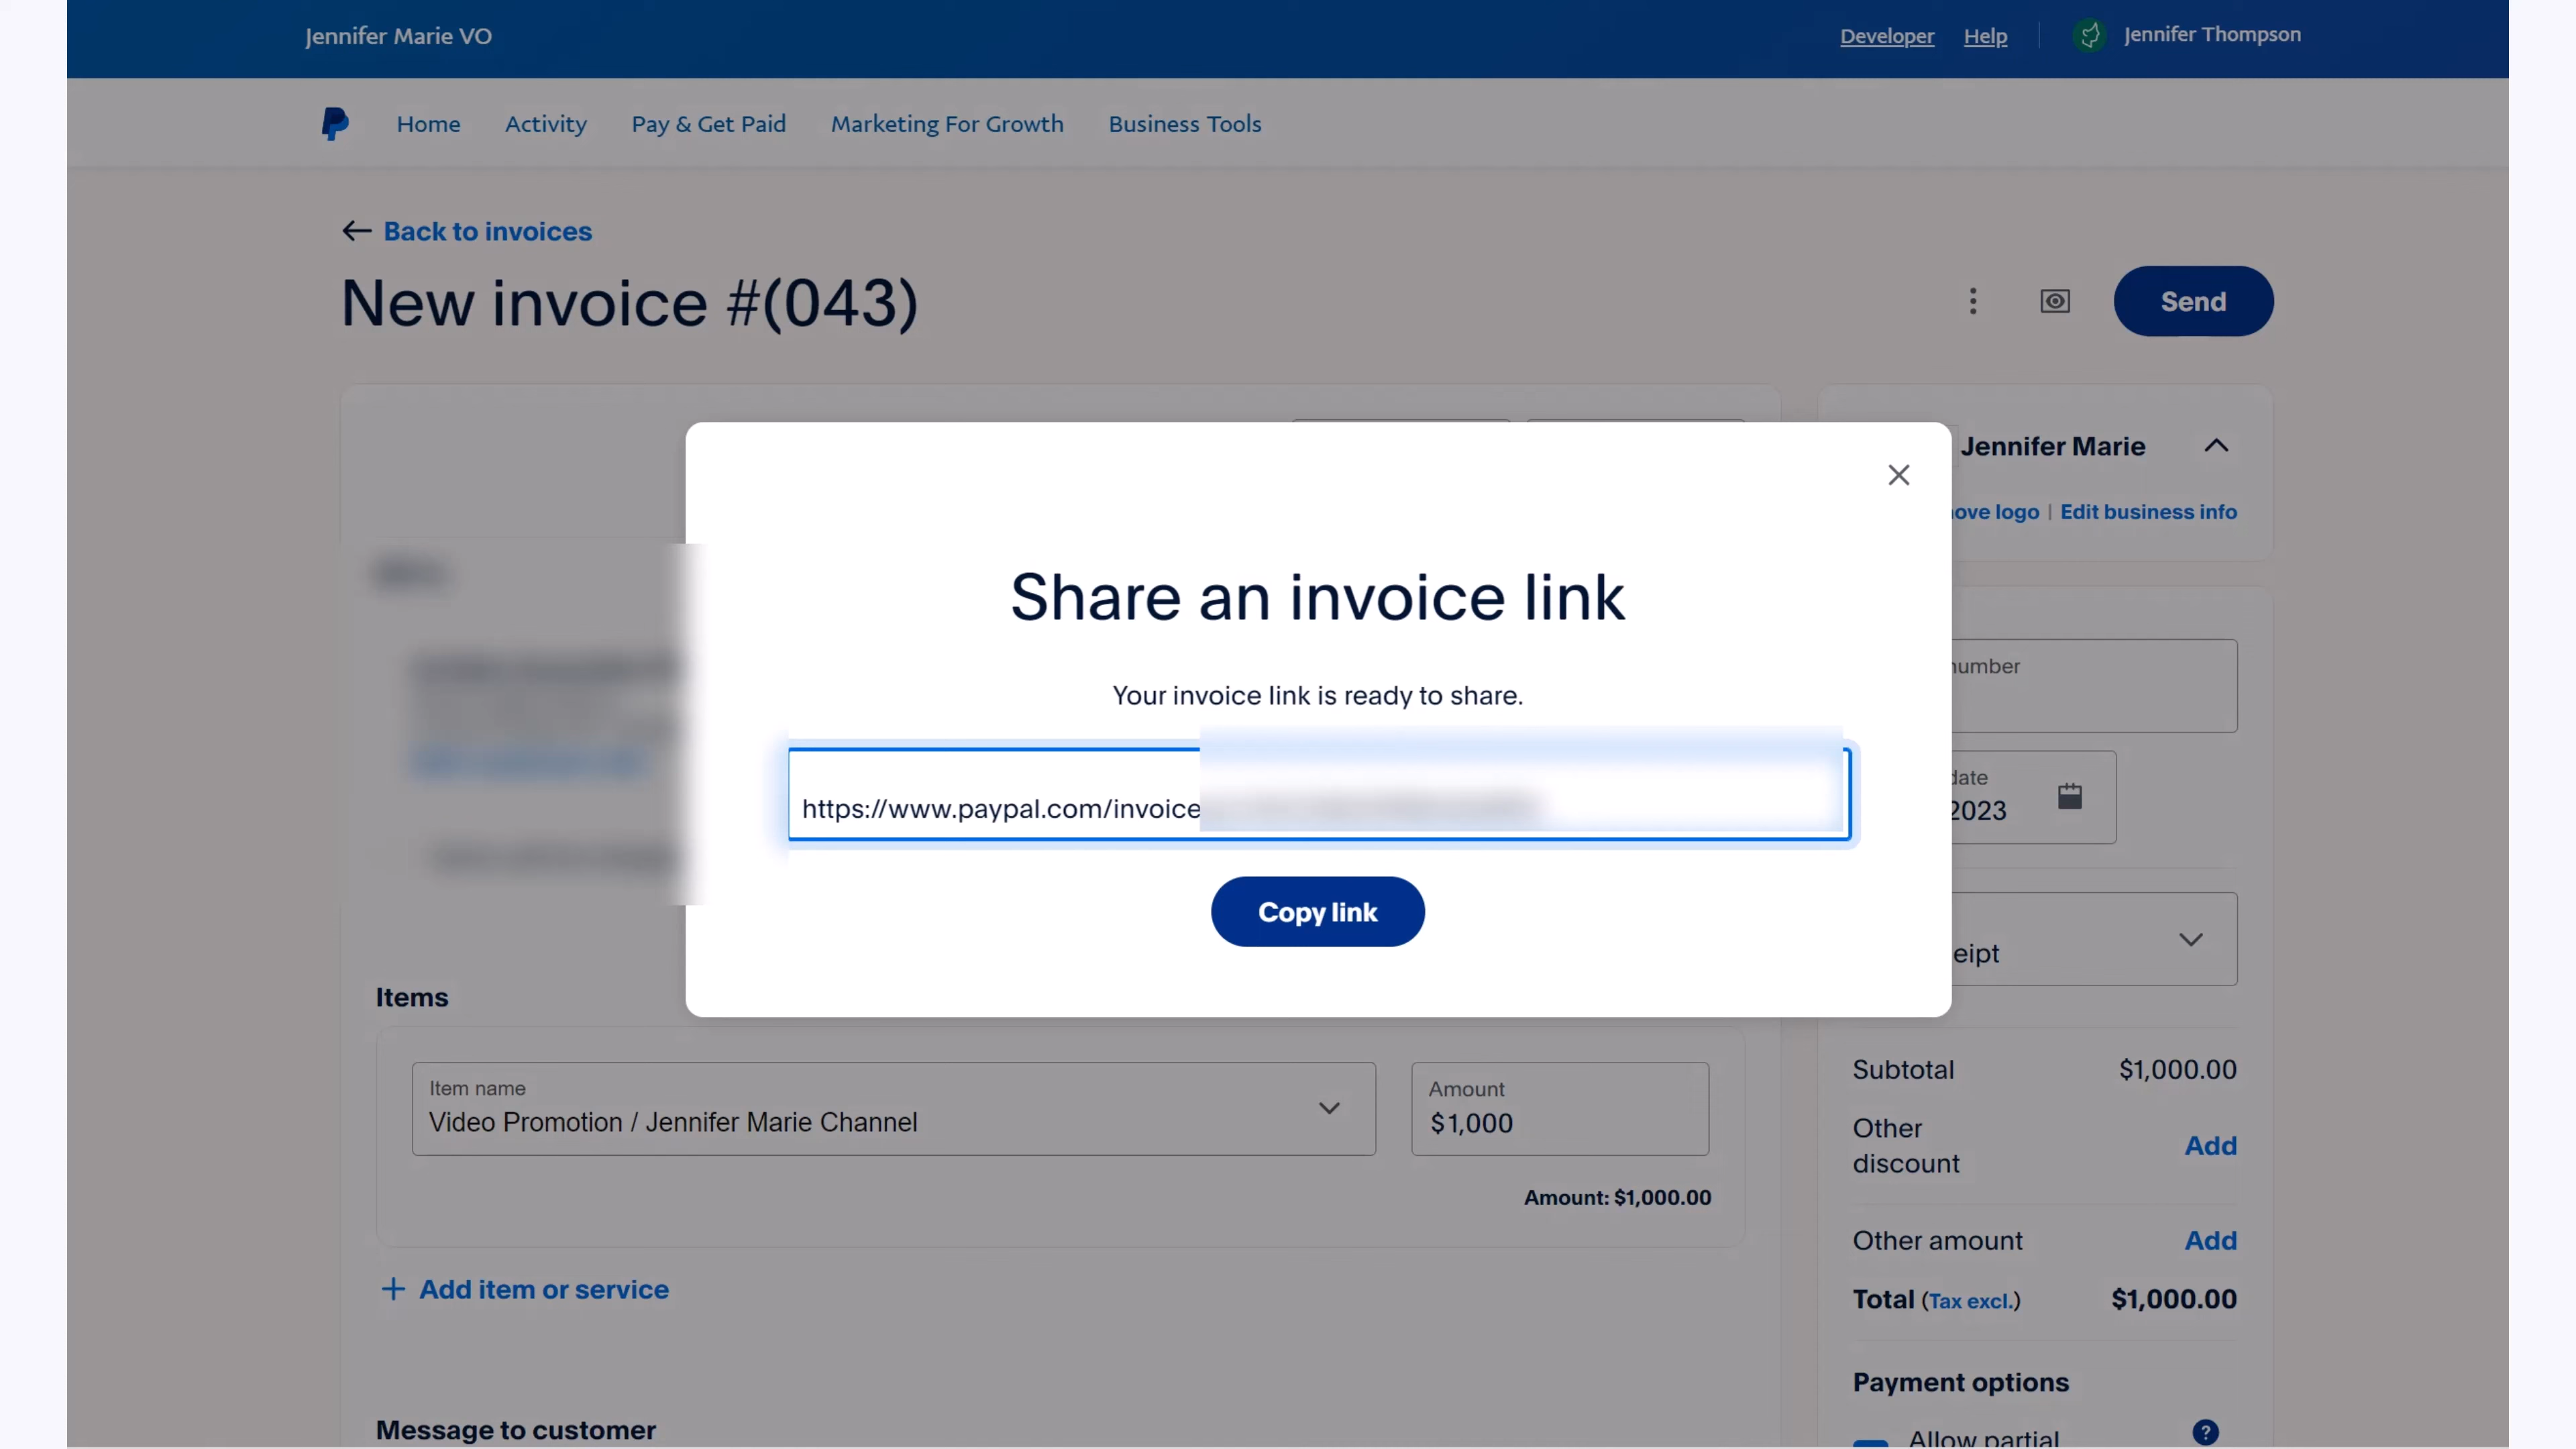 Jennifer Marie VO
Developer Help Jennifer Thompson
Home Activity Pay & Get Paid Marketing For Growth Business Tools
Back to invoices
New invoice #(043)
Send
Jennifer Marie
ove logo | Edit business info
Share an invoice link
Your invoice link is ready to share.
https://www.paypal.com/invoice
Copy link
number
date
2023
eipt
Items
Item name
Video Promotion / Jennifer Marie Channel
Amount
$1,000
Amount: $1,000.00
+ Add item or service
Subtotal $1,000.00
Other
discount
Add
Other amount Add
Total (Tax excl.) $1,000.00
Payment options
Allow partial
?
Message to customer